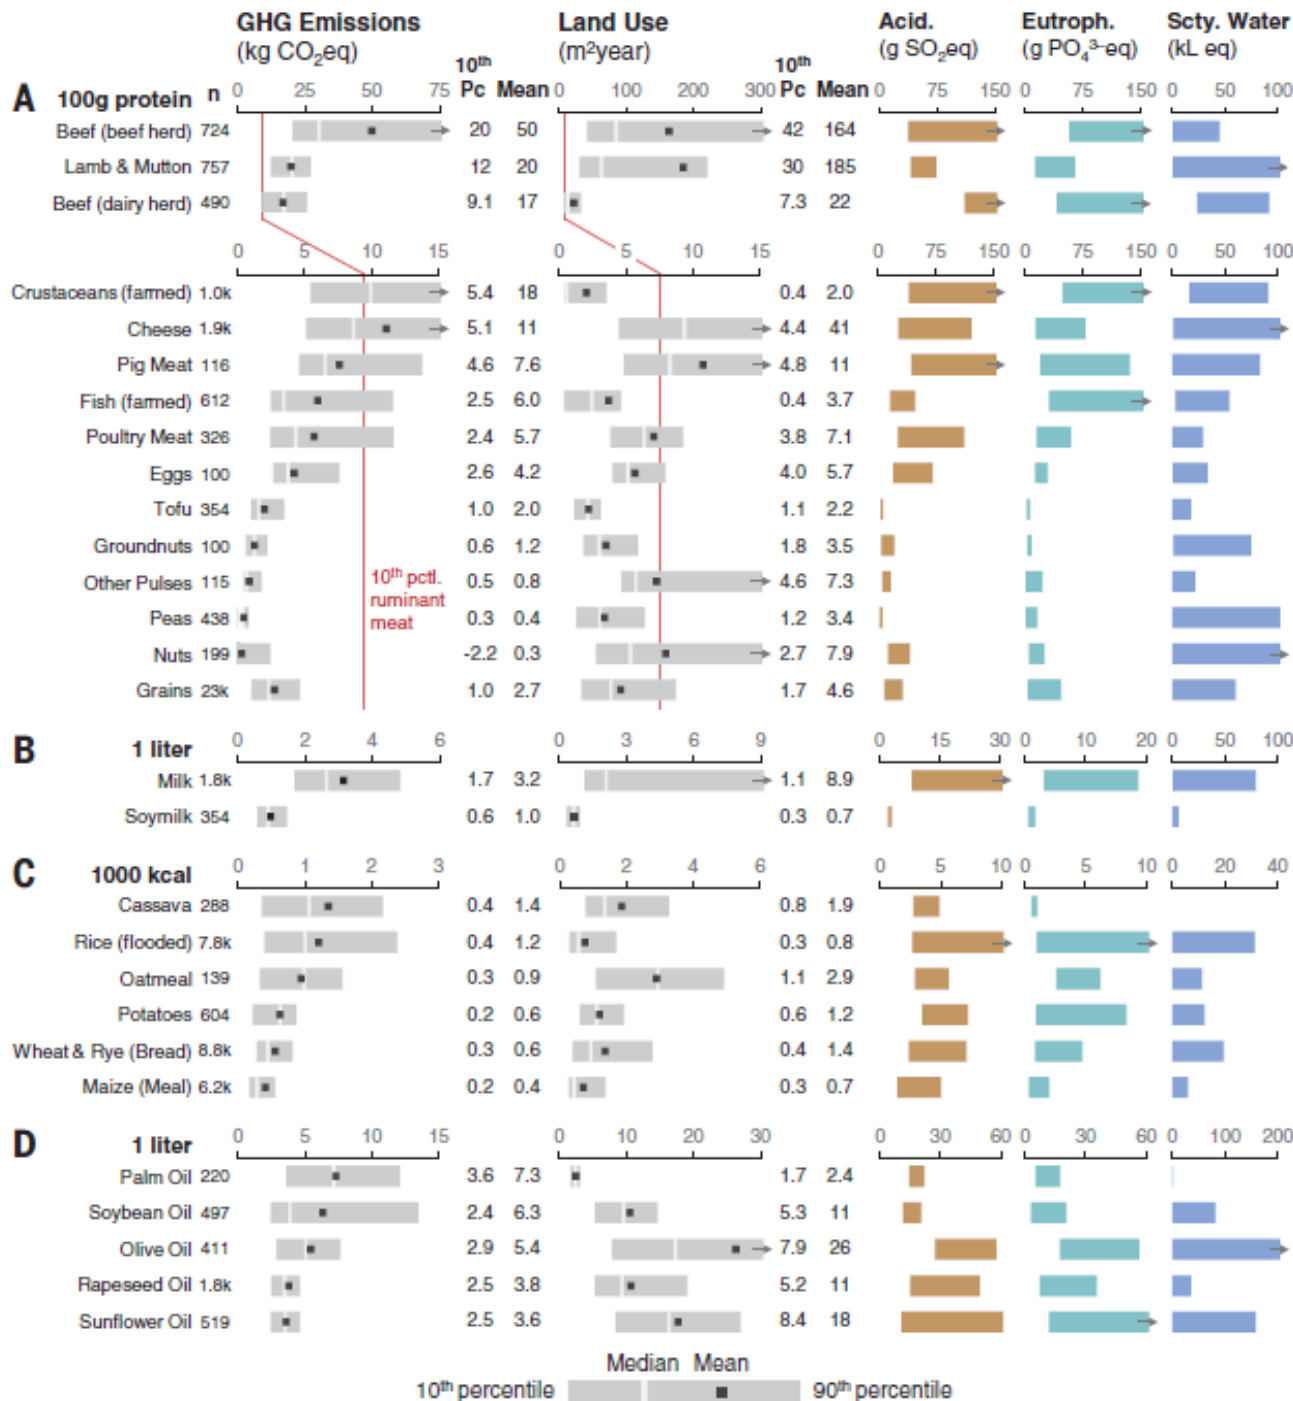 GHG Emissions Land Use Acid. Eutroph. Scty. Water
(kg CO₂eq) 10th (m²year) 10th (g SO₂eq) (g PO₄³⁻eq) (kL eq)
A 100g protein n 0 25 50 75 Pc Mean 0 100 200 300 Pc Mean 0 75 150 0 75 150 0 50 100
Beef (beef herd) 724 20 50 42 164
Lamb & Mutton 757 12 20 30 185
Beef (dairy herd) 490 9.1 17 7.3 22
0 5 10 15 0 5 10 15 0 75 150 0 75 150 0 50 100
Crustaceans (farmed) 1.0k 5.4 18 0.4 2.0
Cheese 1.9k 5.1 11 4.4 41
Pig Meat 116 4.6 7.6 4.8 11
Fish (farmed) 612 2.5 6.0 0.4 3.7
Poultry Meat 326 2.4 5.7 3.8 7.1
Eggs 100 2.6 4.2 4.0 5.7
Tofu 354 1.0 2.0 1.1 2.2
Groundnuts 100 0.6 1.2 1.8 3.5
Other Pulses 115 10th pctl. 0.5 0.8 4.6 7.3
ruminant
Peas 438 meat 0.3 0.4 1.2 3.4
Nuts 199 -2.2 0.3 2.7 7.9
Grains 23k 1.0 2.7 1.7 4.6
B 1 liter 0 2 4 6 0 3 6 9 0 15 30 0 10 20 0 50 100
Milk 1.8k 1.7 3.2 1.1 8.9
Soymilk 354 0.6 1.0 0.3 0.7
C 1000 kcal 0 1 2 3 0 2 4 6 0 5 10 0 5 10 0 20 40
Cassava 288 0.4 1.4 0.8 1.9
Rice (flooded) 7.8k 0.4 1.2 0.3 0.8
Oatmeal 139 0.3 0.9 1.1 2.9
Potatoes 604 0.2 0.6 0.6 1.2
Wheat & Rye (Bread) 8.8k 0.3 0.6 0.4 1.4
Maize (Meal) 6.2k 0.2 0.4 0.3 0.7
D 1 liter 0 5 10 15 0 10 20 30 0 30 60 0 30 60 0 100 200
Palm Oil 220 3.6 7.3 1.7 2.4
Soybean Oil 497 2.4 6.3 5.3 11
Olive Oil 411 2.9 5.4 7.9 26
Rapeseed Oil 1.8k 2.5 3.8 5.2 11
Sunflower Oil 519 2.5 3.6 8.4 18
Median Mean
10th percentile 90th percentile